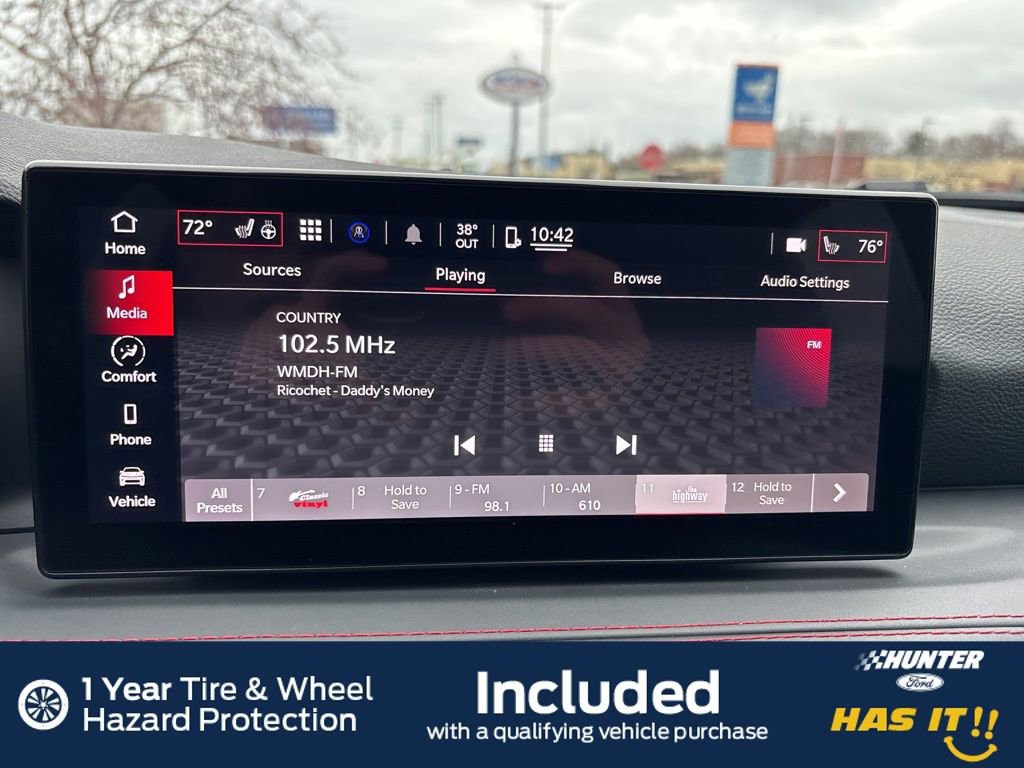 Home
72°
38°
OUT
10:42
76°
Sources
Playing
Browse
Audio Settings
Media
COUNTRY
102.5 MHz
FM
WMDH-FM
Ricochet - Daddy's Money
Comfort
Phone
Vehicle
All
Presets
7
Classic
vinyl
8
Hold to
Save
9 - FM
98.1
10 - AM
610
11
the
highway
12
Hold to
Save
1 Year Tire & Wheel
Hazard Protection
Included
with a qualifying vehicle purchase
HUNTER
Ford
HAS IT!!